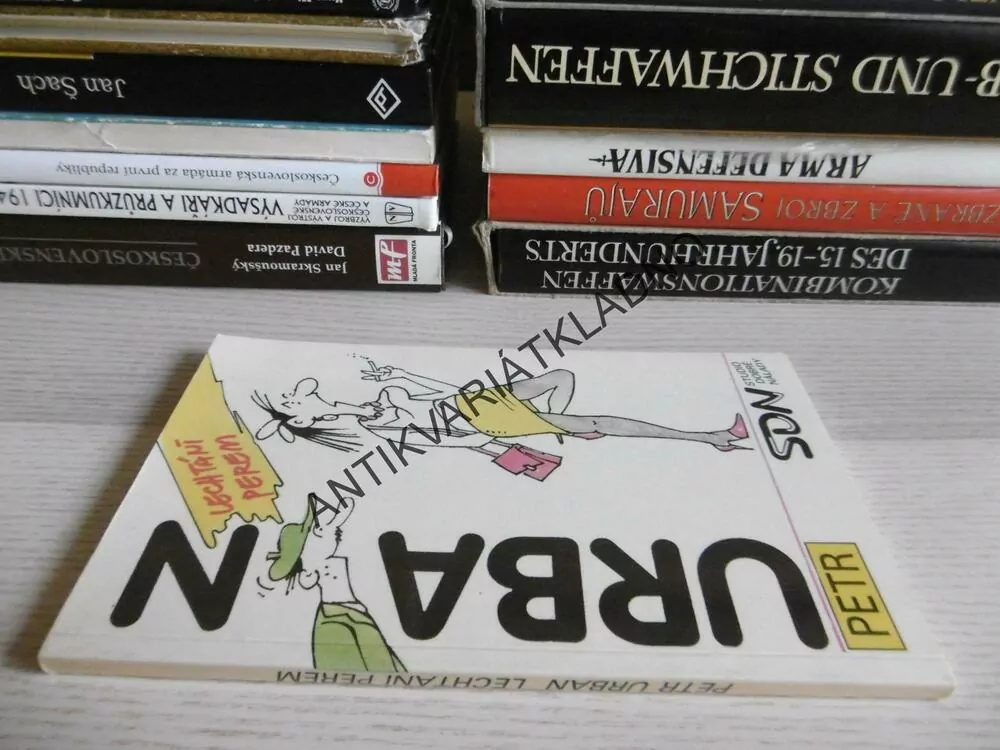 Jan Šach
Československá armáda za první republiky
VÝZBROJ A VÝSTROJ
ČESKOSLOVENSKÉ
A ČESKÉ ARMÁDY
VÝSADKÁŘI A PRŮZKUMNÍCI 194
Jan Skramoušský
David Pazdera
ČESKOSLOVENSK
mf
MLADÁ FRONTA
B- UND STICHWAFFEN
ARMA DEFENSIVA
ZBRANĚ A ZBROJ SAMURAJŮ
KOMBINATIONSWAFFEN
DES 15.-19. JAHRHUNDERTS
PETR
URBAN
LECHTÁNÍ
PEREM
SDN
STUDIO
DOBRÉ
NÁLADY
PETR URBAN LECHTÁNÍ PEREM